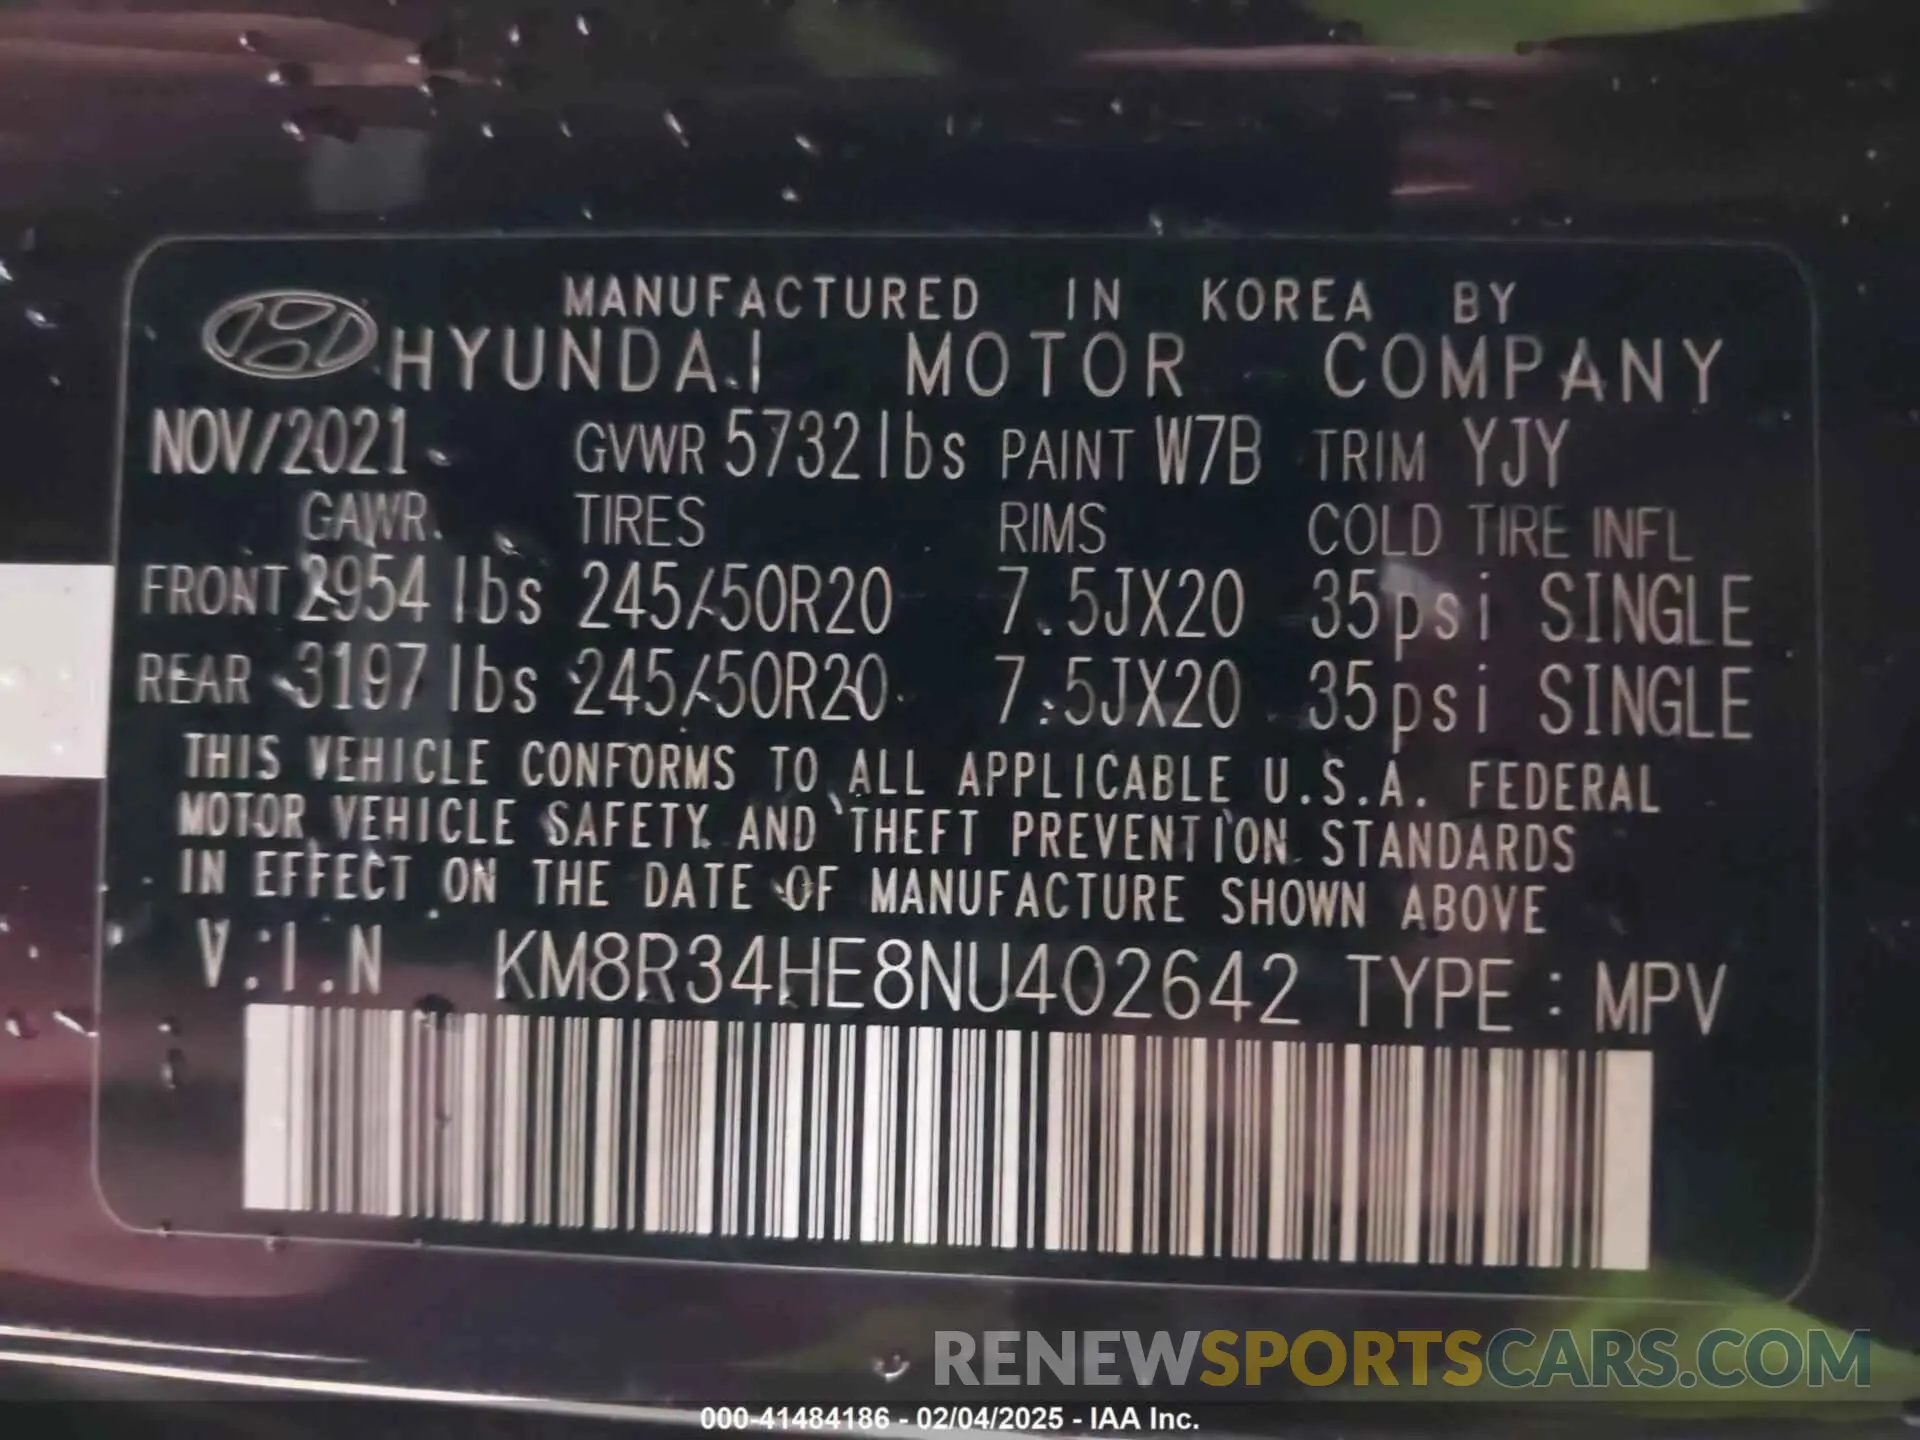 MANUFACTURED IN KOREA BY
HYUNDAI MOTOR COMPANY
NOV/2021 GVWR 5732lbs PAINT W7B TRIM YJY
GAWR. TIRES RIMS COLD TIRE INFL
FRONT 2954 lbs 245/50R20 7.5JX20 35psi SINGLE
REAR 3197 lbs 245/50R20 7.5JX20 35psi SINGLE
THIS VEHICLE CONFORMS TO ALL APPLICABLE U.S.A. FEDERAL
MOTOR VEHICLE SAFETY AND THEFT PREVENTION STANDARDS
IN EFFECT ON THE DATE OF MANUFACTURE SHOWN ABOVE
V.I.N KM8R34HE8NU402642 TYPE : MPV
RENEWSPORTSCARS.COM
000-41484186 - 02/04/2025 - IAA Inc.